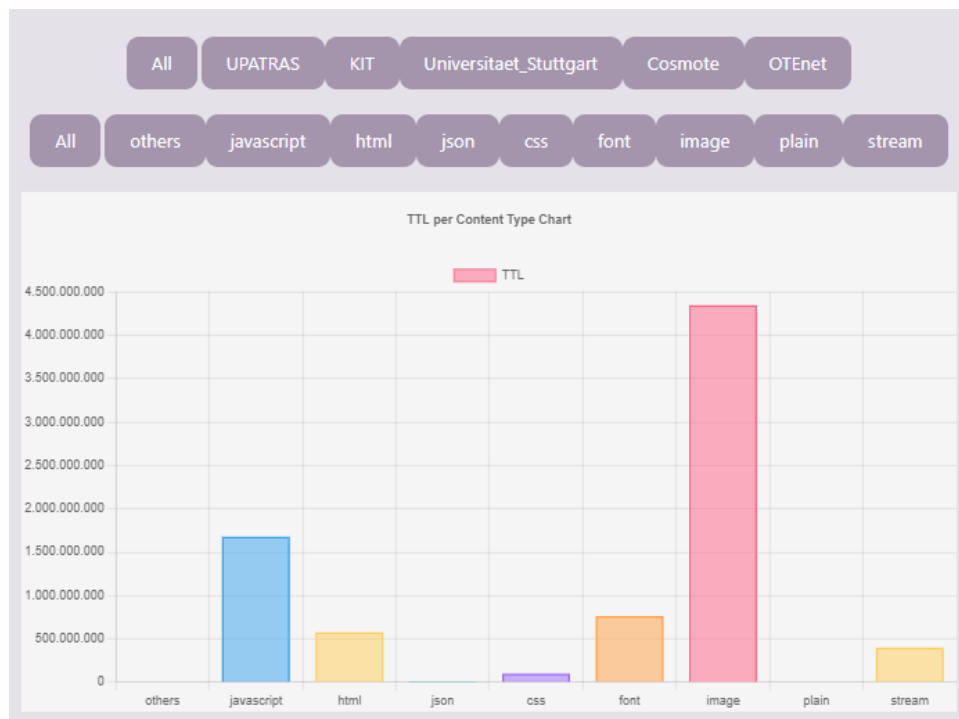 All UPATRAS KIT Universitaet_Stuttgart Cosmote OTEnet
All others javascript html json css font image plain stream
TTL per Content Type Chart
TTL
4.500.000.000
4.000.000.000
3.500.000.000
3.000.000.000
2.500.000.000
2.000.000.000
1.500.000.000
1.000.000.000
500.000.000
0
others javascript html json css font image plain stream